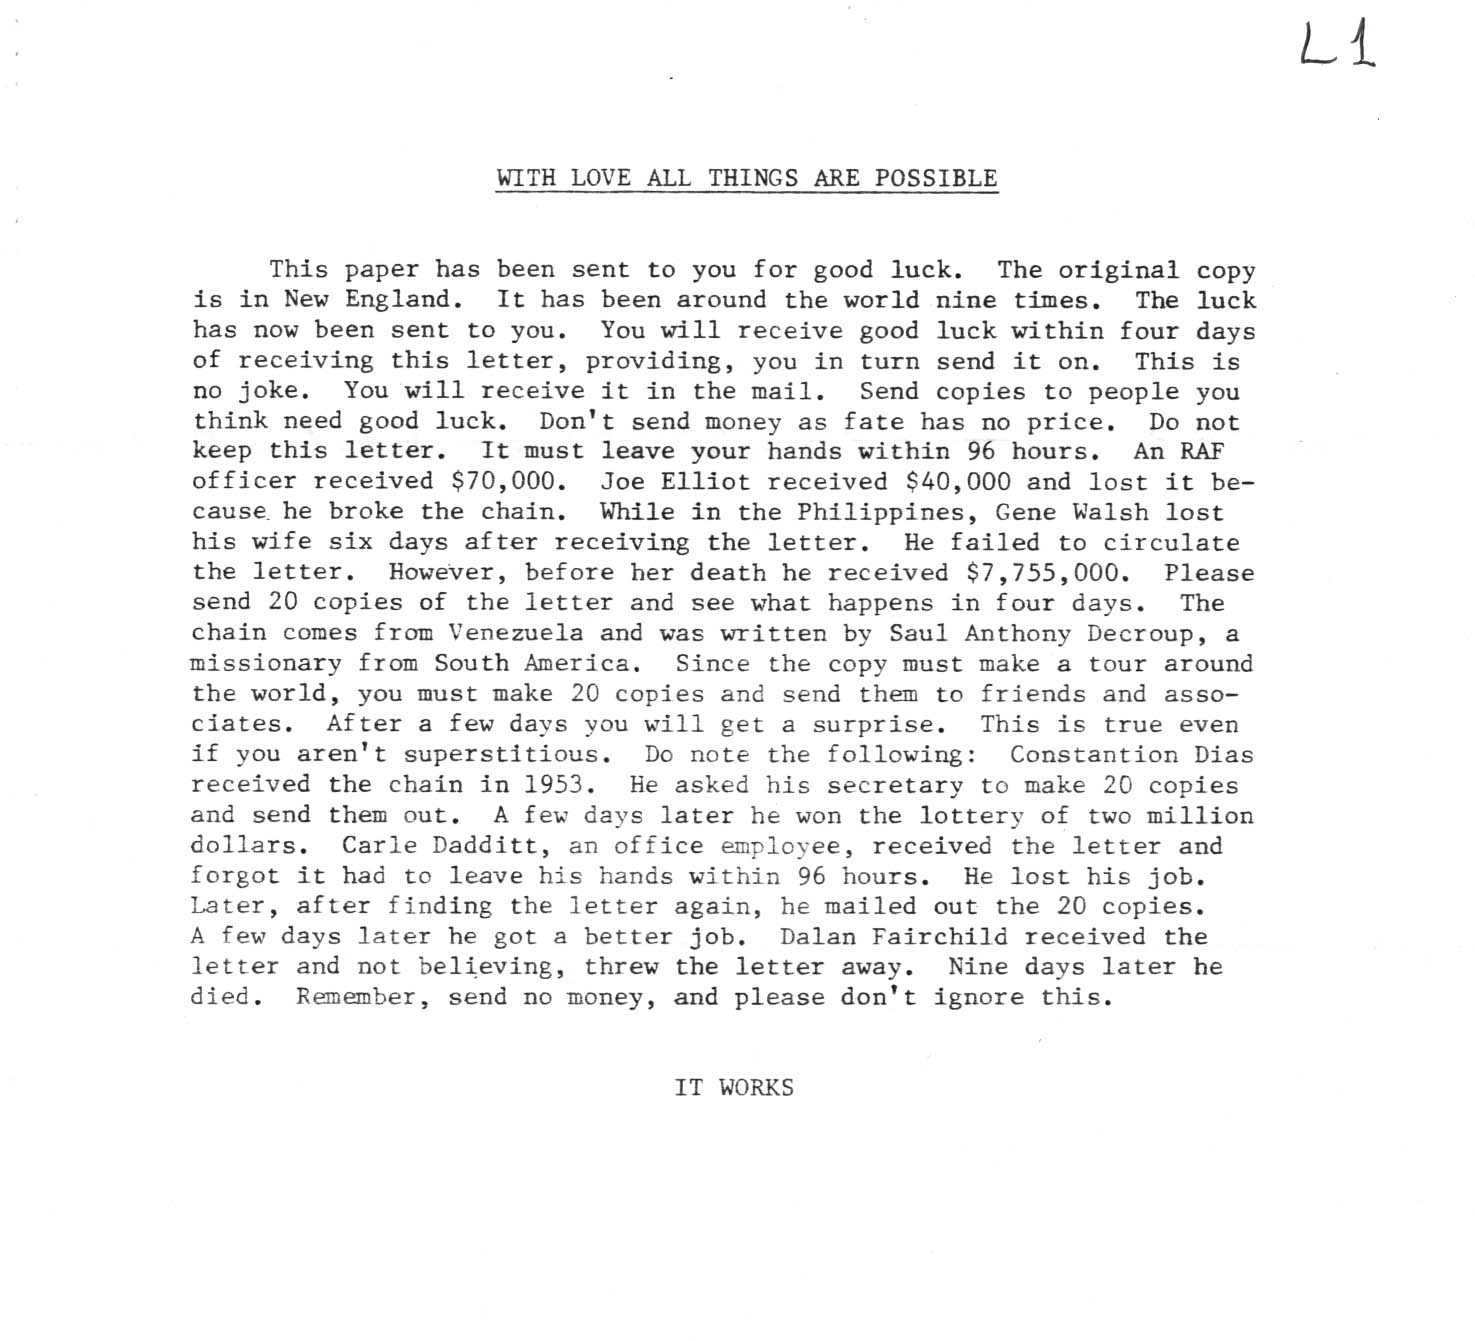 L1
WITH LOVE ALL THINGS ARE POSSIBLE
This paper has been sent to you for good luck. The original copy
is in New England. It has been around the world nine times. The luck
has now been sent to you. You will receive good luck within four days
of receiving this letter, providing, you in turn send it on. This is
no joke. You will receive it in the mail. Send copies to people you
think need good luck. Don't send money as fate has no price. Do not
keep this letter. It must leave your hands within 96 hours. An RAF
officer received $70,000. Joe Elliot received $40,000 and lost it be-
cause he broke the chain. While in the Philippines, Gene Walsh lost
his wife six days after receiving the letter. He failed to circulate
the letter. However, before her death he received $7,755,000. Please
send 20 copies of the letter and see what happens in four days. The
chain comes from Venezuela and was written by Saul Anthony Decroup, a
missionary from South America. Since the copy must make a tour around
the world, you must make 20 copies and send them to friends and asso-
ciates. After a few days you will get a surprise. This is true even
if you aren't superstitious. Do note the following: Constantion Dias
received the chain in 1953. He asked his secretary to make 20 copies
and send them out. A few days later he won the lottery of two million
dollars. Carle Dadditt, an office employee, received the letter and
forgot it had to leave his hands within 96 hours. He lost his job.
Later, after finding the letter again, he mailed out the 20 copies.
A few days later he got a better job. Dalan Fairchild received the
letter and not believing, threw the letter away. Nine days later he
died. Remember, send no money, and please don't ignore this.
IT WORKS